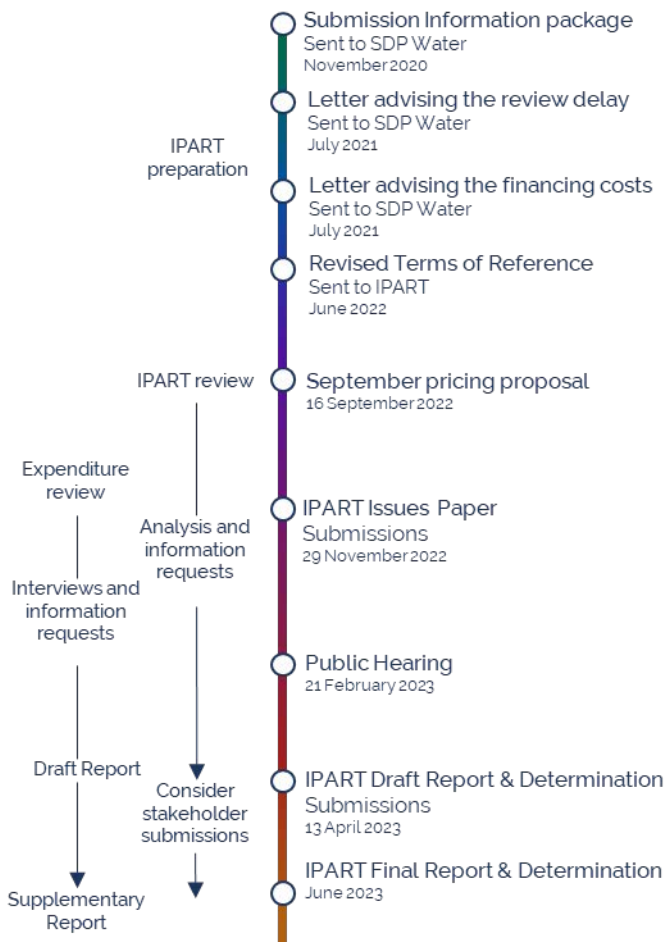 Submission Information package
Sent to SDP Water
November 2020
Letter advising the review delay
Sent to SDP Water
July 2021
IPART
preparation
Letter advising the financing costs
Sent to SDP Water
July 2021
Revised Terms of Reference
Sent to IPART
June 2022
IPART review
September pricing proposal
16 September 2022
Expenditure
review
IPART Issues Paper
Submissions
29 November 2022
Analysis and
information
requests
Interviews and
information
requests
Public Hearing
21 February 2023
Draft Report
IPART Draft Report & Determination
Submissions
13 April 2023
Consider
stakeholder
submissions
IPART Final Report & Determination
June 2023
Supplementary
Report